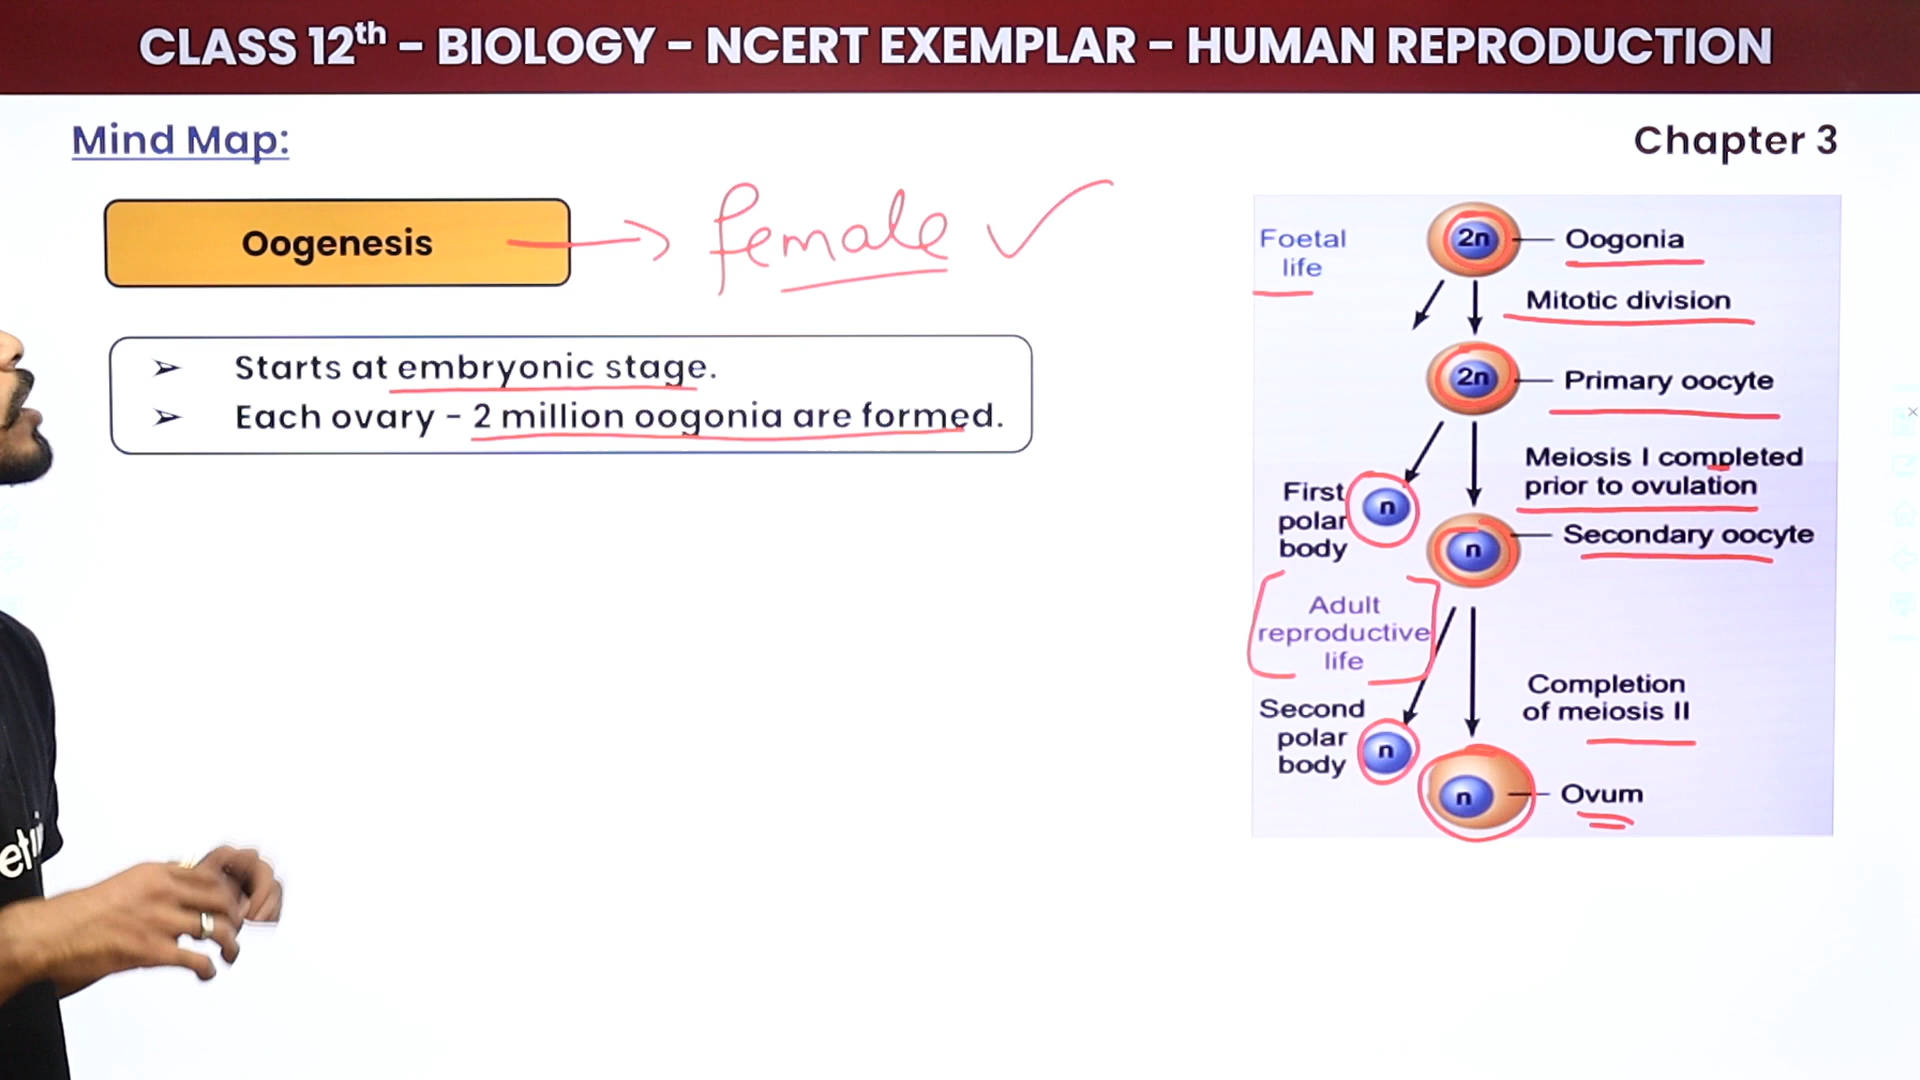 CLASS 12th – BIOLOGY – NCERT EXEMPLAR – HUMAN REPRODUCTION
Mind Map:
Chapter 3
Oogenesis
female
➢ Starts at embryonic stage.
➢ Each ovary – 2 million oogonia are formed.
Foetal
life
2n
Oogonia
Mitotic division
2n
Primary oocyte
Meiosis I completed
prior to ovulation
First
polar
body
n
Secondary oocyte
n
Adult
reproductive
life
Completion
of meiosis II
Second
polar
body
n
n
Ovum